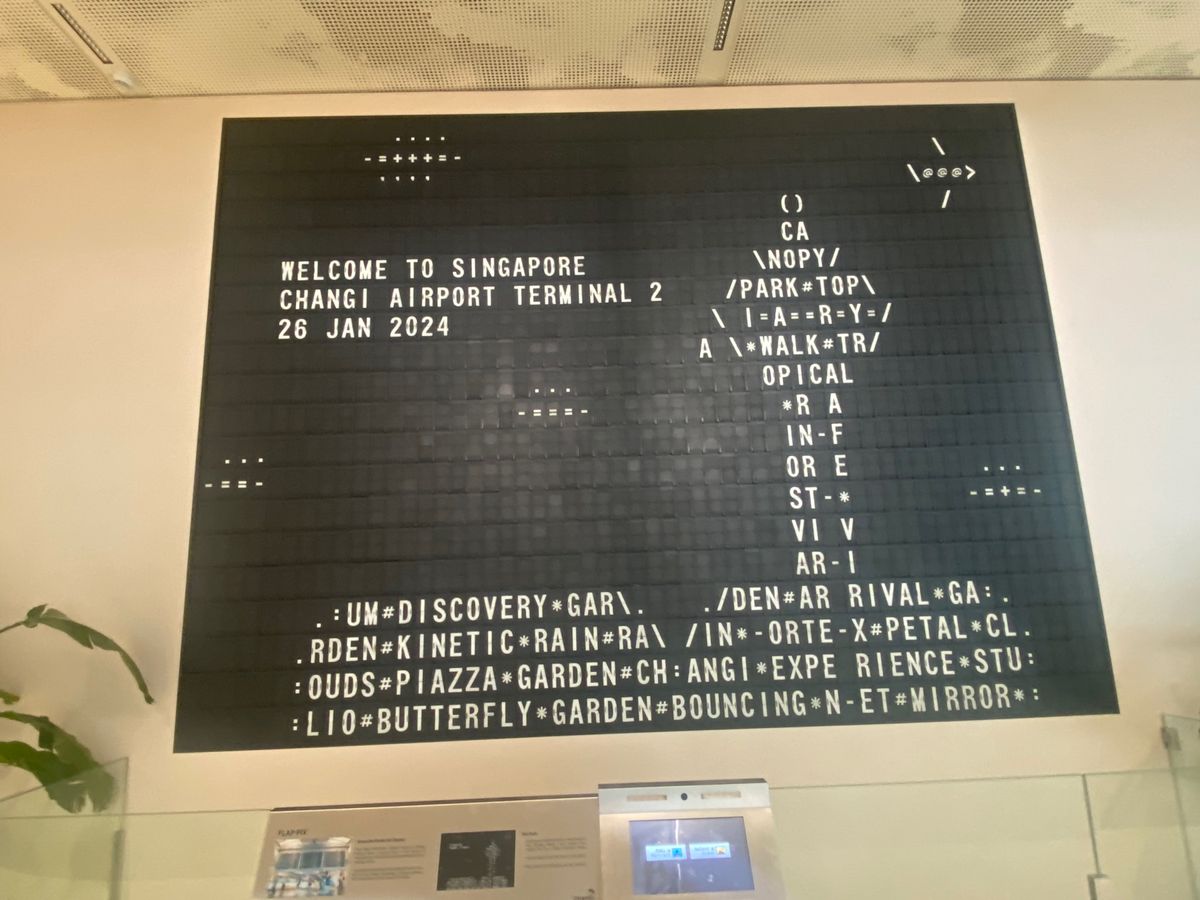 ....
-=+++=-
''''
\
\@@@>
/
()
CA
\NOPY/
WELCOME TO SINGAPORE
CHANGI AIRPORT TERMINAL 2
26 JAN 2024
/PARK#TOP\
\ I=A==R=Y=/
A \*WALK#TR/
OPICAL
...
-===-
*R A
IN-F
...
-==-
OR E
...
-=+=-
ST-*
VI V
AR-I
.:UM#DISCOVERY*GAR\. ./DEN#AR RIVAL*GA:.
.RDEN#KINETIC*RAIN#RA\ /IN*-ORTE-X#PETAL*CL.
:OUDS#PIAZZA*GARDEN#CH:ANGI*EXPE RIENCE*STU:
:LIO#BUTTERFLY*GARDEN#BOUNCING*N-ET#MIRROR*:
FLAP-PIX